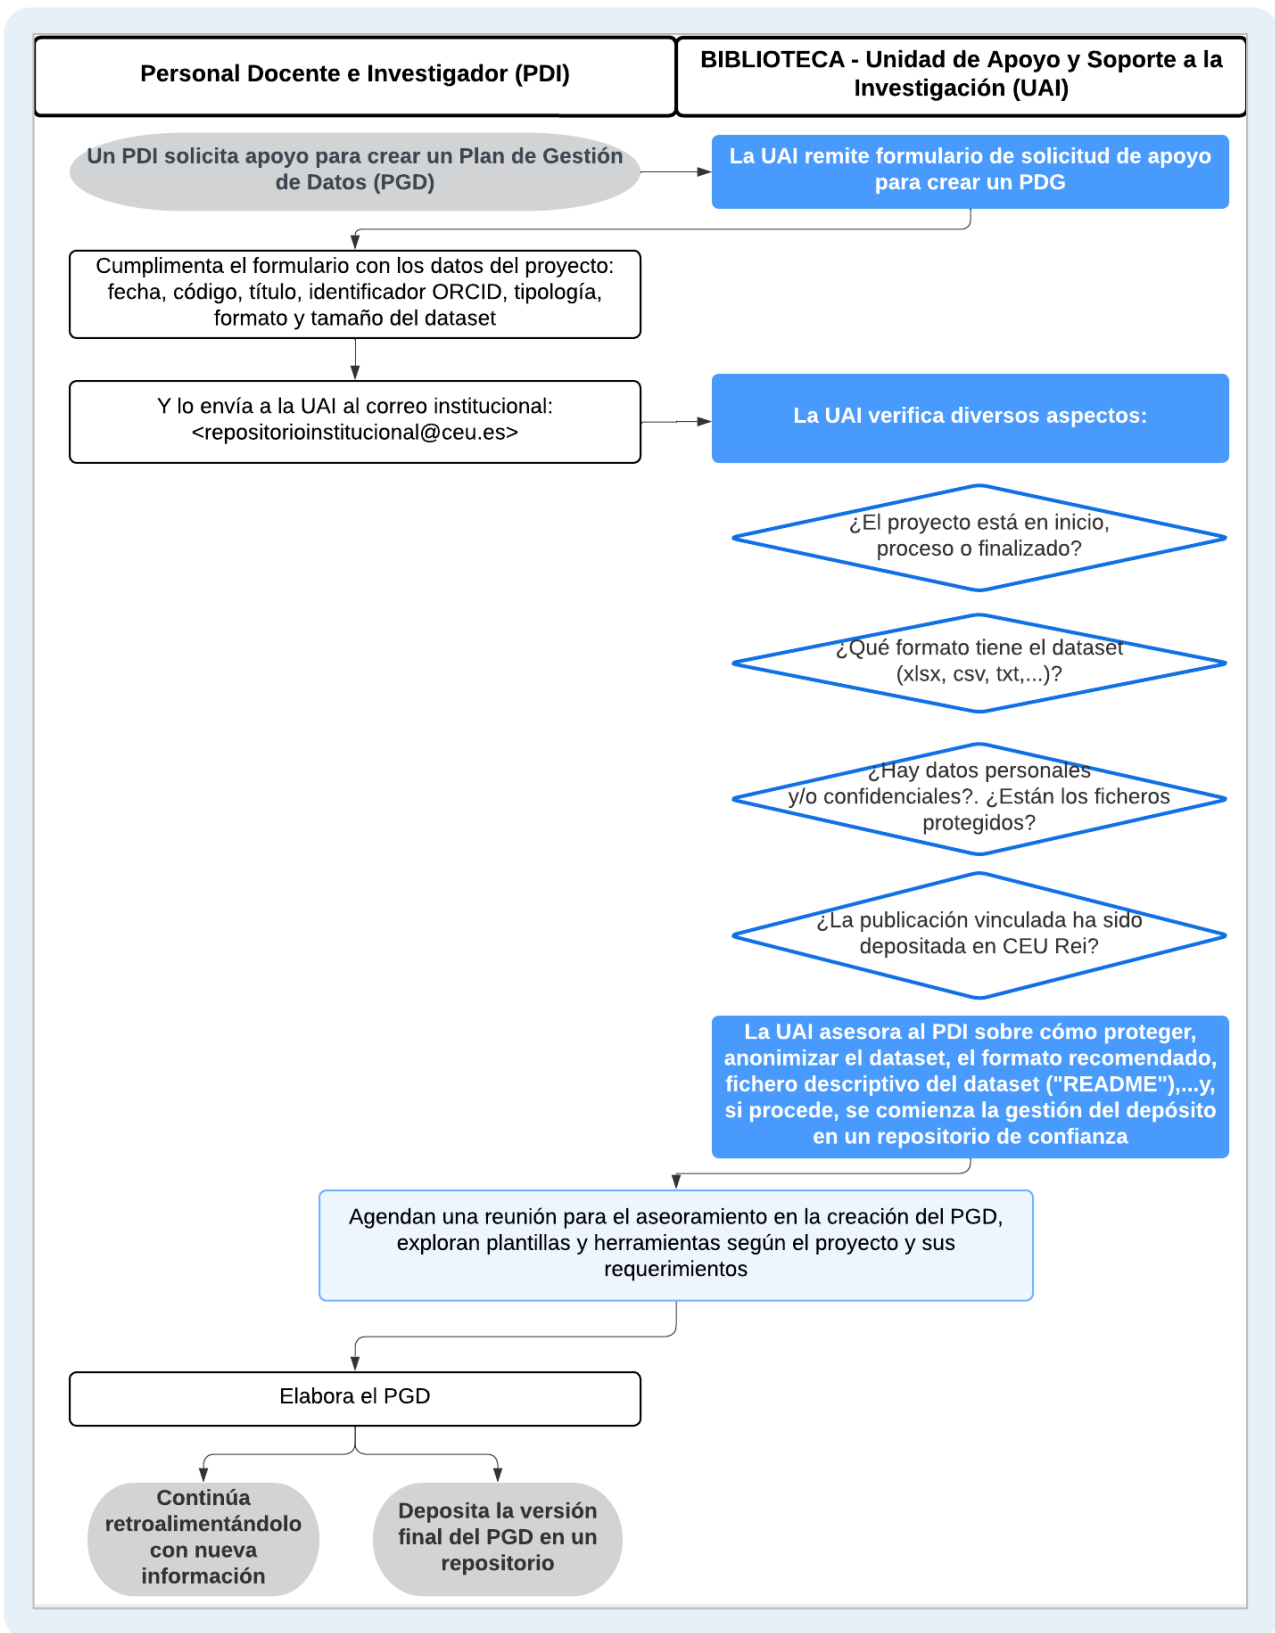 Personal Docente e Investigador (PDI)
BIBLIOTECA - Unidad de Apoyo y Soporte a la
Investigación (UAI)
Un PDI solicita apoyo para crear un Plan de Gestión
de Datos (PGD)
La UAI remite formulario de solicitud de apoyo
para crear un PDG
Cumplimenta el formulario con los datos del proyecto:
fecha, código, título, identificador ORCID, tipología,
formato y tamaño del dataset
Y lo envía a la UAI al correo institucional:
<repositorioinstitucional@ceu.es>
La UAI verifica diversos aspectos:
¿El proyecto está en inicio,
proceso o finalizado?
¿Qué formato tiene el dataset
(xlsx, csv, txt,...)?
¿Hay datos personales
y/o confidenciales?. ¿Están los ficheros
protegidos?
¿La publicación vinculada ha sido
depositada en CEU Rei?
La UAI asesora al PDI sobre cómo proteger,
anonimizar el dataset, el formato recomendado,
fichero descriptivo del dataset ("README"),...y,
si procede, se comienza la gestión del depósito
en un repositorio de confianza
Agendan una reunión para el aseoramiento en la creación del PGD,
exploran plantillas y herramientas según el proyecto y sus
requerimientos
Elabora el PGD
Continúa
retroalimentándolo
con nueva
información
Deposita la versión
final del PGD en un
repositorio